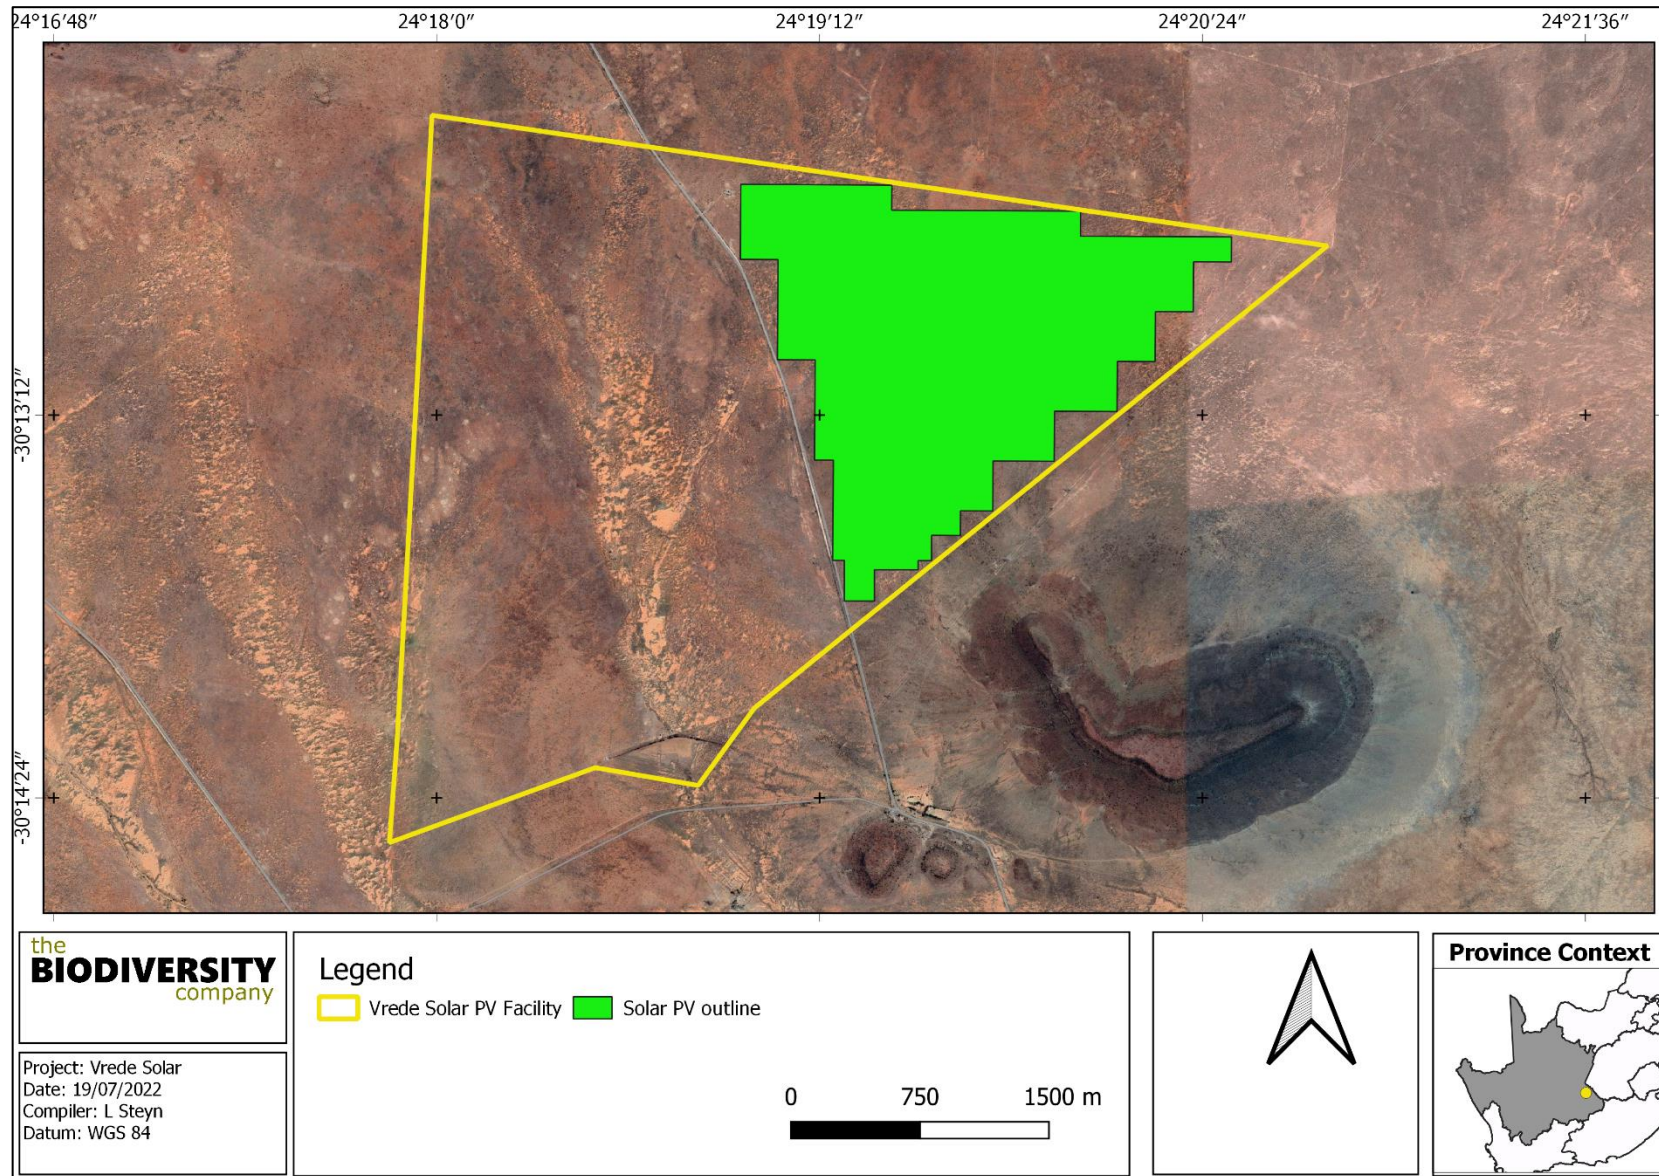 24°16′48″ 24°18′0″ 24°19′12″ 24°20′24″ 24°21′36″
-30°13′12″
-30°14′24″
the
BIODIVERSITY
company
Project: Vrede Solar
Date: 19/07/2022
Compiler: L Steyn
Datum: WGS 84
Legend
Vrede Solar PV Facility Solar PV outline
0 750 1500 m
Province Context